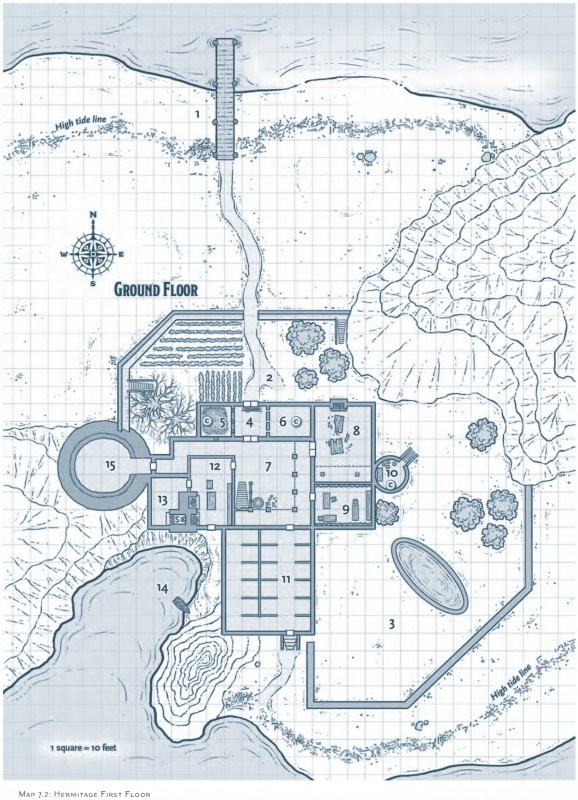 1
High tide line
N
W E
S
GROUND FLOOR
2
C 5 4 6 C
8
7
12
15
10
C
13
9
S
11
14
3
High tide line
1 square = 10 feet
MAP 7.2: HERMITAGE FIRST FLOOR